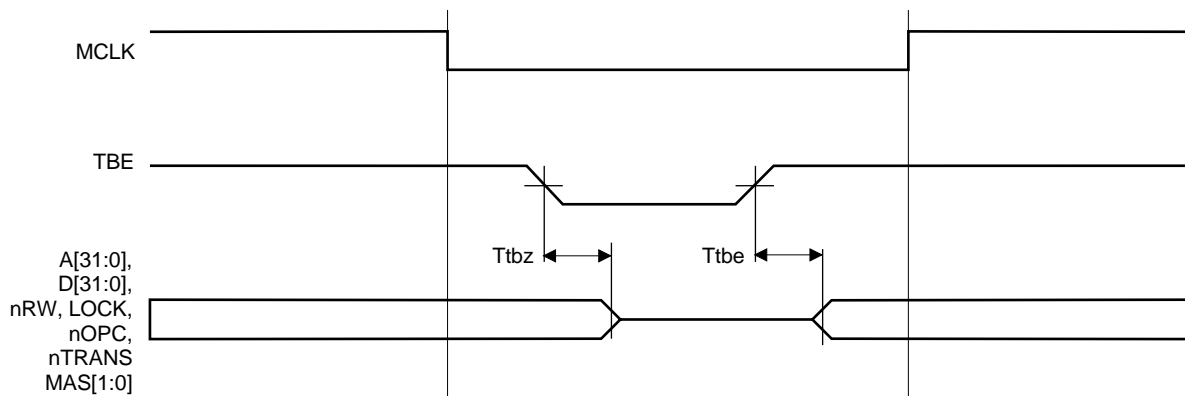 MCLK
TBE
Ttbz
Ttbe
A[31:0],
D[31:0],
nRW, LOCK,
nOPC,
nTRANS
MAS[1:0]